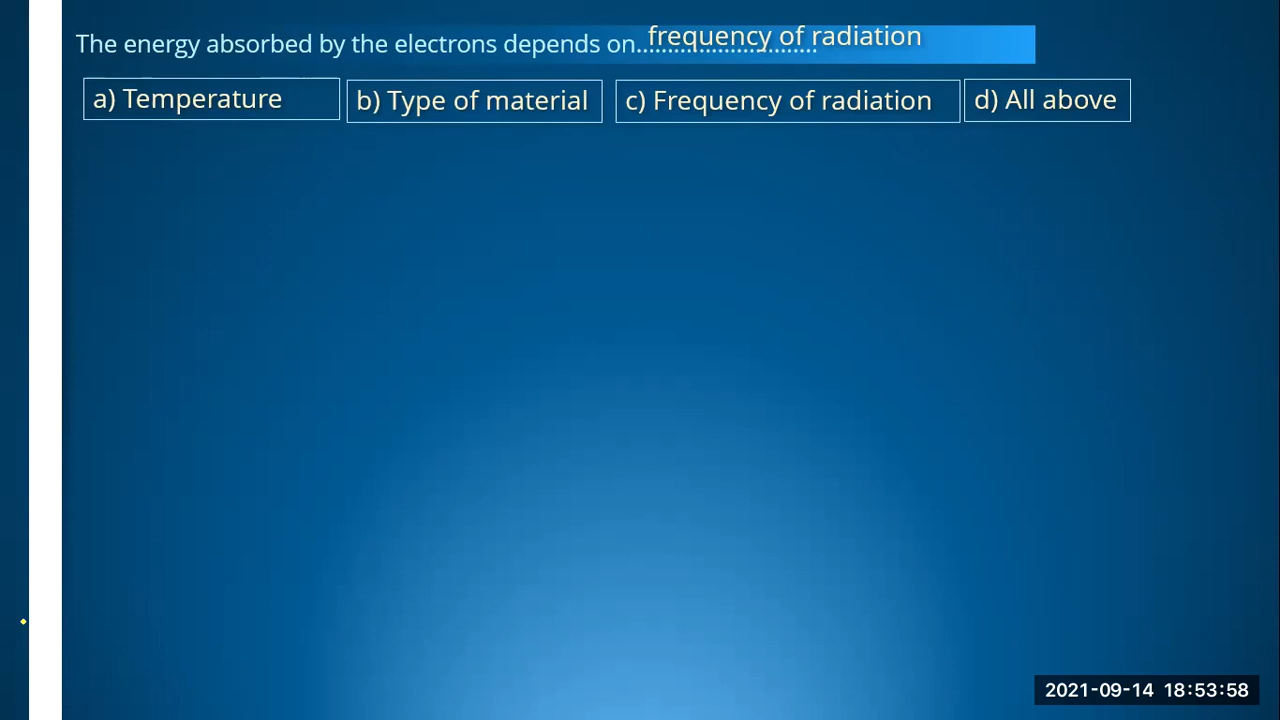 The energy absorbed by the electrons depends on............................. frequency of radiation
a) Temperature b) Type of material c) Frequency of radiation d) All above
2021-09-14 18:53:58